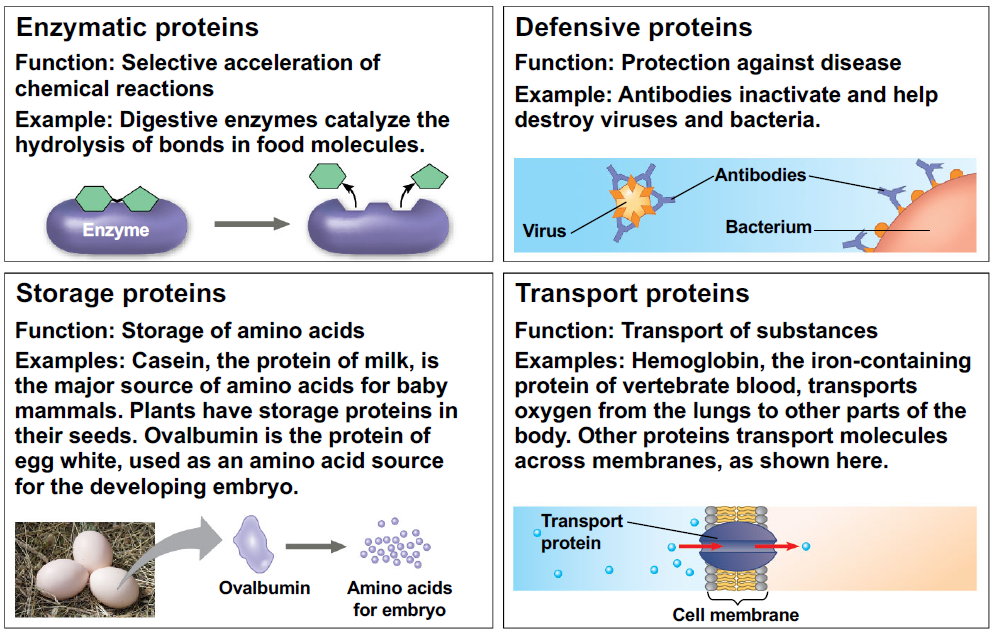 Enzymatic proteins
Function: Selective acceleration of
chemical reactions
Example: Digestive enzymes catalyze the
hydrolysis of bonds in food molecules.
Enzyme
Defensive proteins
Function: Protection against disease
Example: Antibodies inactivate and help
destroy viruses and bacteria.
Antibodies
Virus
Bacterium
Storage proteins
Function: Storage of amino acids
Examples: Casein, the protein of milk, is
the major source of amino acids for baby
mammals. Plants have storage proteins in
their seeds. Ovalbumin is the protein of
egg white, used as an amino acid source
for the developing embryo.
Ovalbumin
Amino acids
for embryo
Transport proteins
Function: Transport of substances
Examples: Hemoglobin, the iron-containing
protein of vertebrate blood, transports
oxygen from the lungs to other parts of the
body. Other proteins transport molecules
across membranes, as shown here.
Transport
protein
Cell membrane